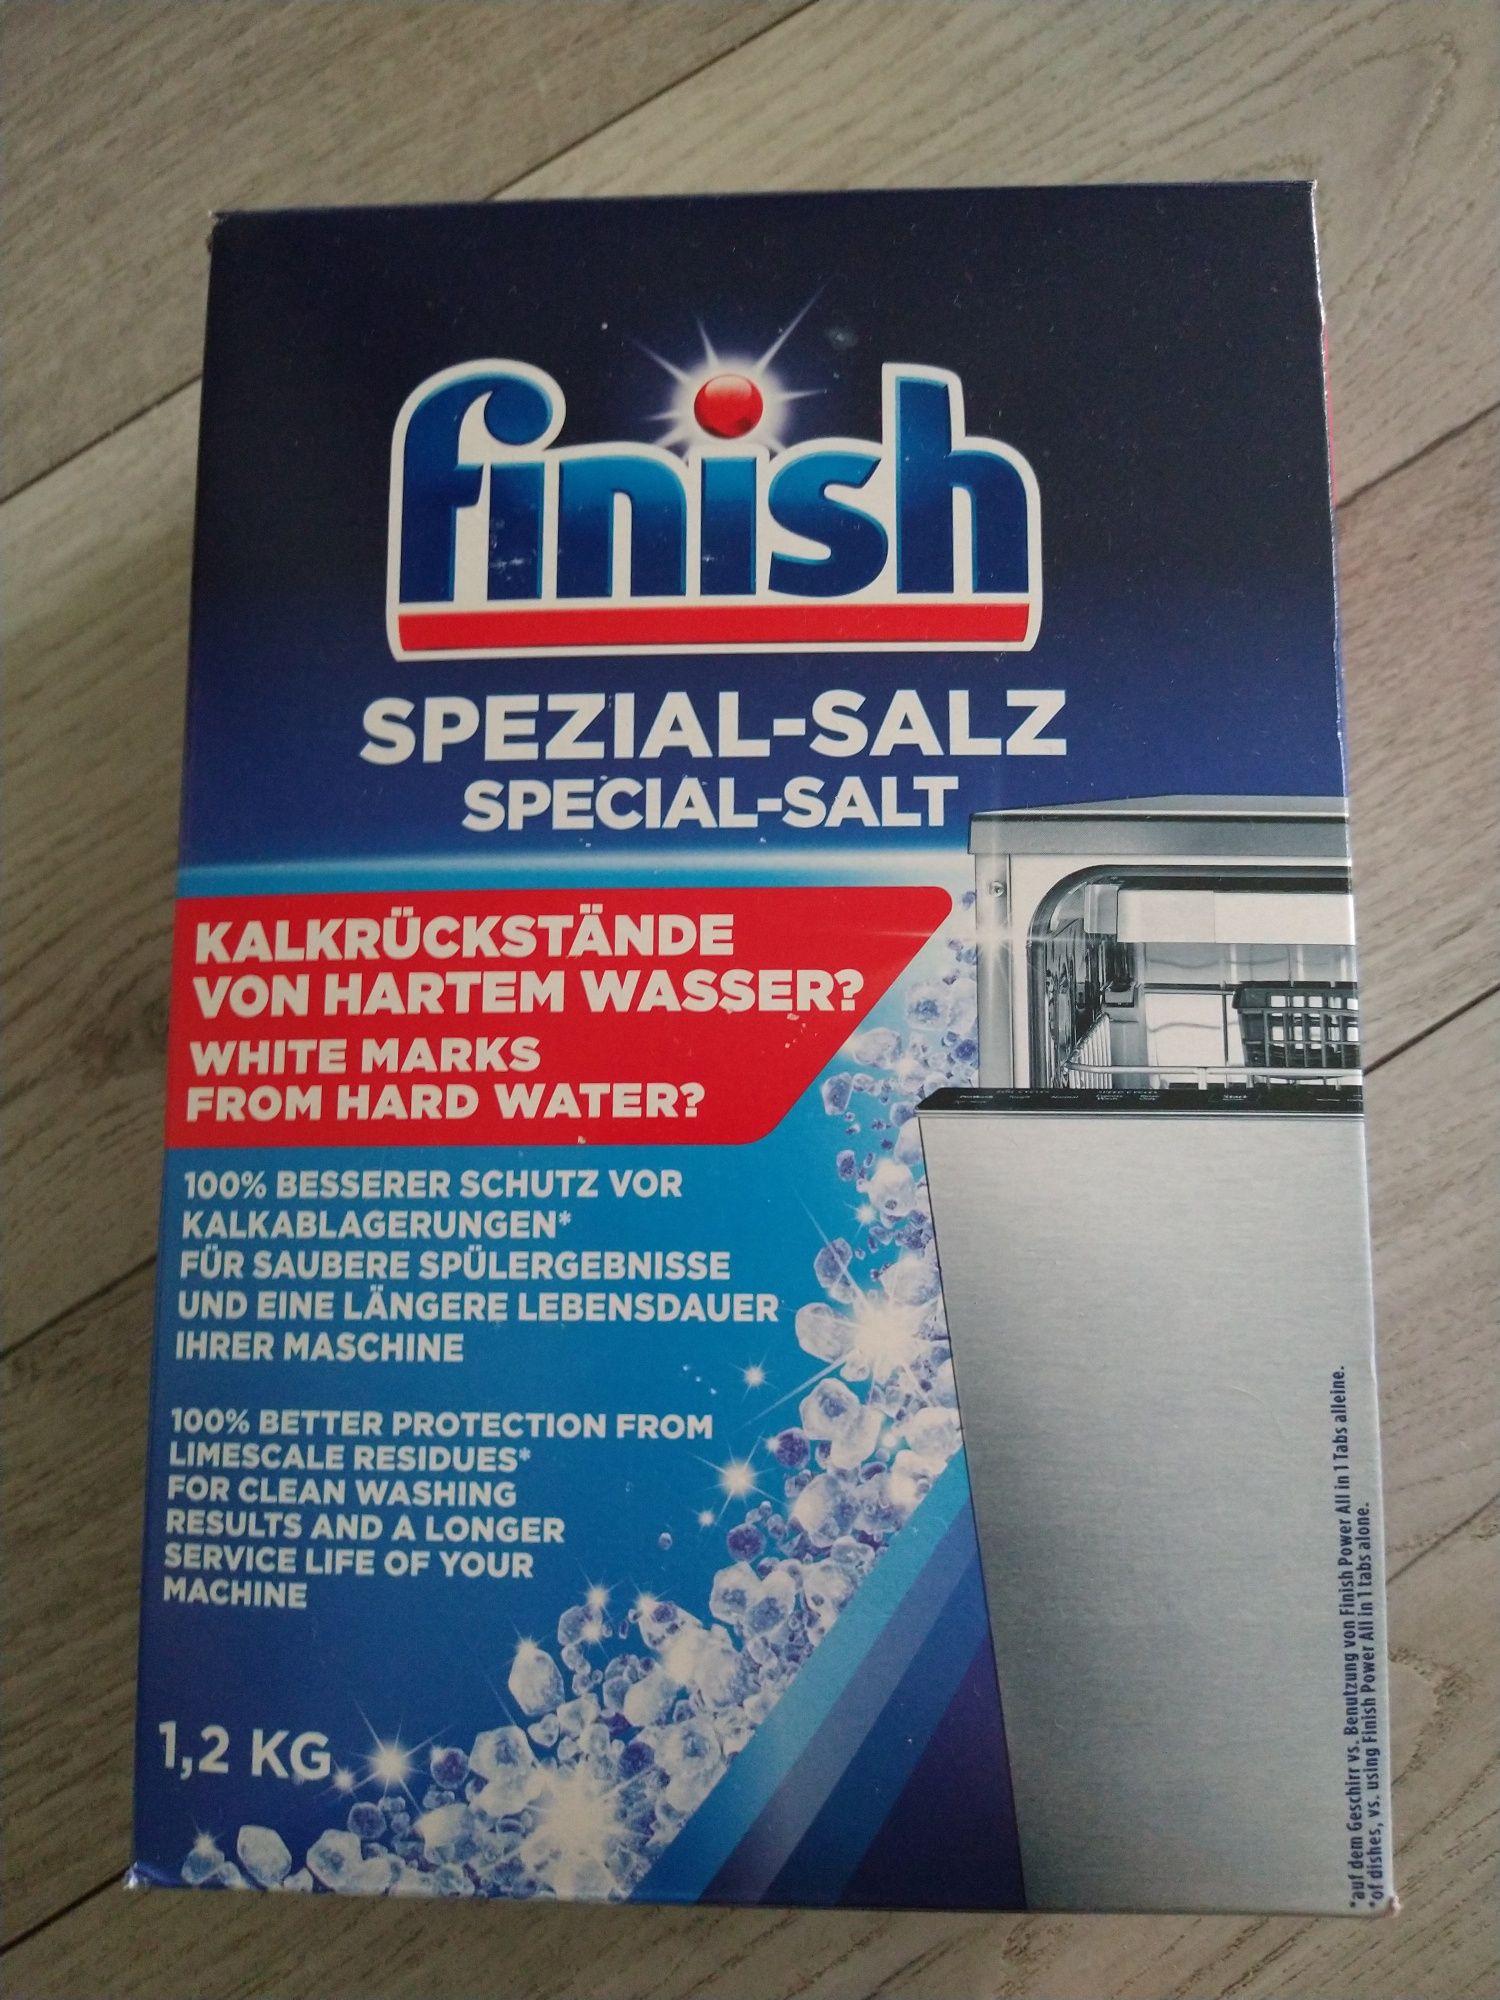 finish
SPEZIAL-SALZ
SPECIAL-SALT
KALKRÜCKSTÄNDE
VON HARTEM WASSER?
WHITE MARKS
FROM HARD WATER?
100% BESSERER SCHUTZ VOR
KALKABLAGERUNGEN*
FÜR SAUBERE SPÜLERGEBNISSE
UND EINE LÄNGERE LEBENSDAUER
IHRER MASCHINE
100% BETTER PROTECTION FROM
LIMESCALE RESIDUES*
FOR CLEAN WASHING
RESULTS AND A LONGER
SERVICE LIFE OF YOUR
MACHINE
1,2 KG
*auf dem Geschirr vs. Benutzung von Finish Power All in 1 Tabs alleine.
*of dishes, vs. using Finish Power All in 1 tabs alone.